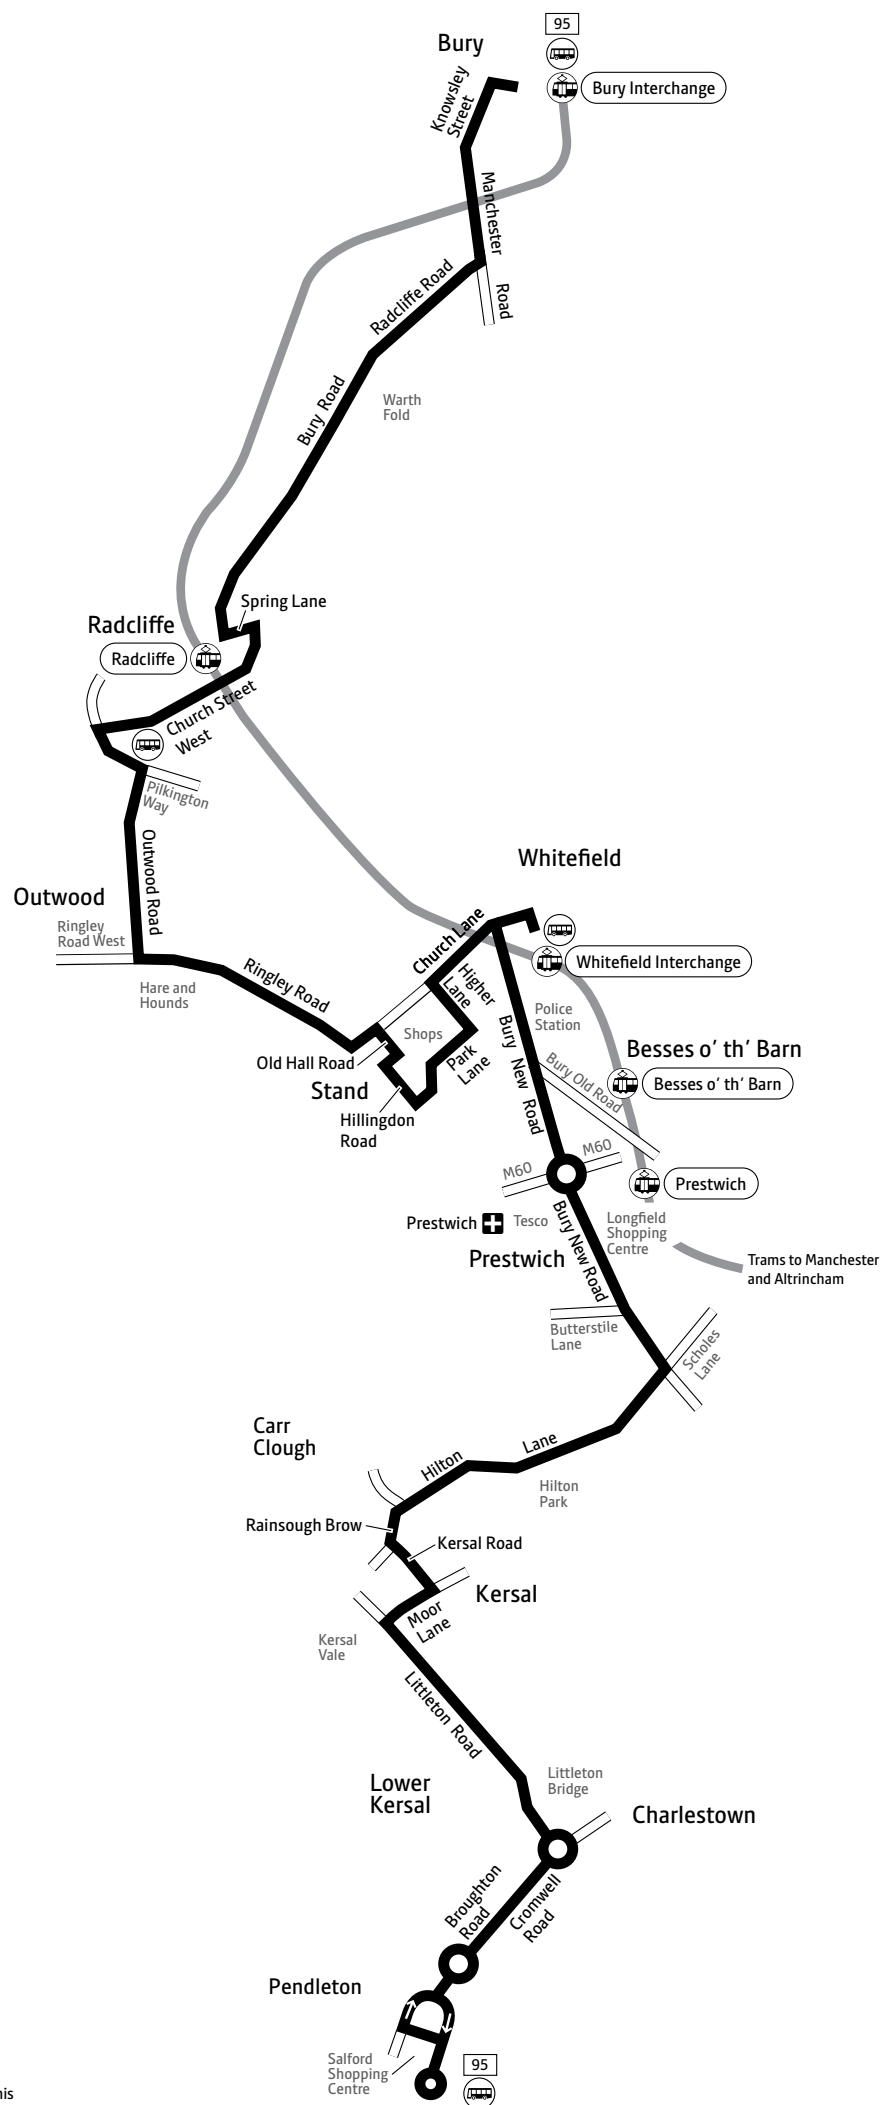 95
Bury
Bury Interchange
Knowsley
Street
Manchester
Road
Radcliffe Road
Bury Road
Warth
Fold
Spring Lane
Radcliffe
Radcliffe
Church Street
West
Pilkington
Way
Outwood Road
Whitefield
Outwood
Ringley
Road West
Church Lane
Whitefield Interchange
Ringley Road
Higher
Lane
Hare and
Hounds
Police
Station
Shops
Bury New Road
Besses o’ th’ Barn
Old Hall Road
Park
Lane
Bury Old Road
Besses o’ th’ Barn
Stand
Hillingdon
Road
M60
M60
Prestwich
Prestwich
Tesco
Bury New Road
Longfield
Shopping
Centre
Prestwich
Trams to Manchester
and Altrincham
Butterstile
Lane
Scholes
Lane
Carr
Clough
Hilton
Lane
Hilton
Park
Rainsough Brow
Kersal Road
Kersal
Moor
Lane
Kersal
Vale
Littleton Road
Littleton
Bridge
Lower
Kersal
Charlestown
Broughton
Road
Cromwell
Road
Pendleton
Salford
Shopping
Centre
95
his